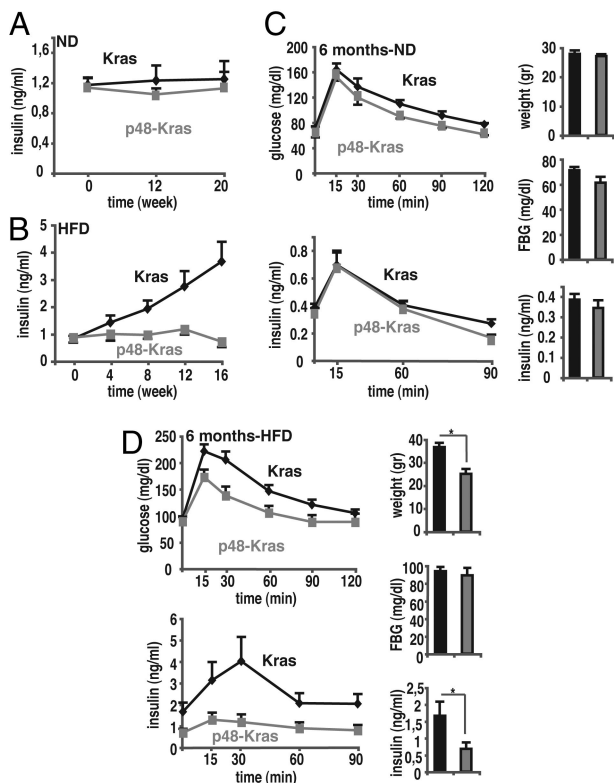 A
ND
1,6
1,2
0,8
0,4
0
insulin (ng/ml)
Kras
p48-Kras
0 12 20
time (week)
B
HFD
5
4
3
2
1
0
insulin (ng/ml)
Kras
p48-Kras
0 4 8 12 16
time (week)
C
6 months-ND
200
160
120
80
40
0
glucose (mg/dl)
Kras
p48-Kras
15 30 60 90 120
time (min)
0.8
0.6
0.4
0.2
0
insulin (ng/ml)
Kras
p48-Kras
15 60 90
time (min)
30
20
10
0
weight (gr)
80
60
40
20
0
FBG (mg/dl)
0.4
0.3
0.2
0.1
0
insulin (ng/ml)
D
6 months-HFD
250
200
150
100
50
0
glucose (mg/dl)
Kras
p48-Kras
15 30 60 90 120
time (min)
6
5
4
3
2
1
0
insulin (ng/ml)
Kras
p48-Kras
15 30 60 90
time (min)
*
40
30
20
10
0
weight (gr)
100
80
60
40
20
0
FBG (mg/dl)
*
2,5
2
1,5
1
0,5
0
insulin (ng/ml)